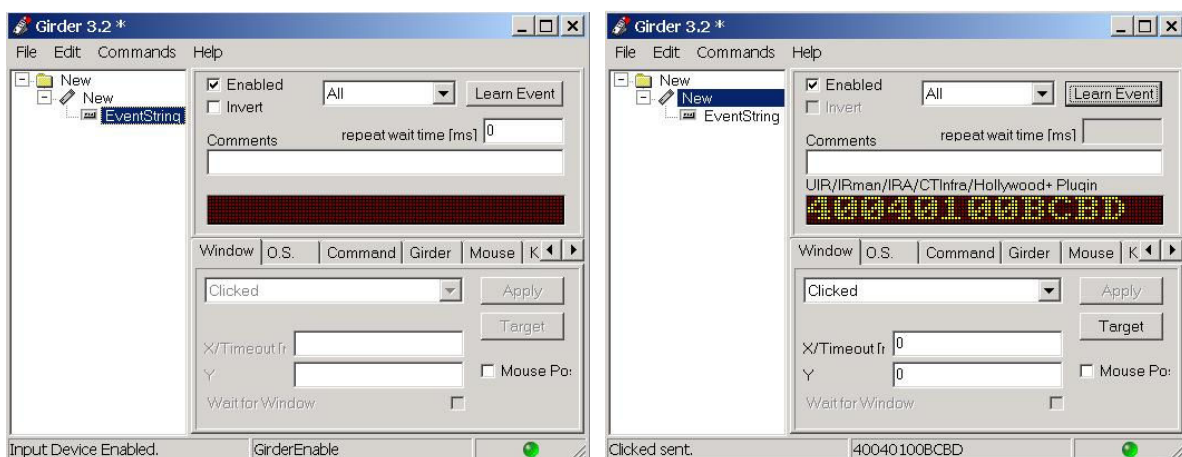 Girder 3.2 *
File Edit Commands Help
New
New
EventString
Enabled
Invert
All
Learn Event
repeat wait time [ms] 0
Comments
Window O.S. Command Girder Mouse K
Clicked
Apply
Target
X/Timeout [r
Y
Mouse Po:
Wait for Window
Input Device Enabled. GirderEnable
Girder 3.2 *
File Edit Commands Help
New
New
EventString
Enabled
Invert
All
Learn Event
repeat wait time [ms]
Comments
UIR/IRman/IRA/CTInfra/Hollywood+ Plugin
40040100BCBD
Window O.S. Command Girder Mouse K
Clicked
Apply
Target
X/Timeout [r 0
Y 0
Mouse Po:
Wait for Window
Clicked sent. 40040100BCBD